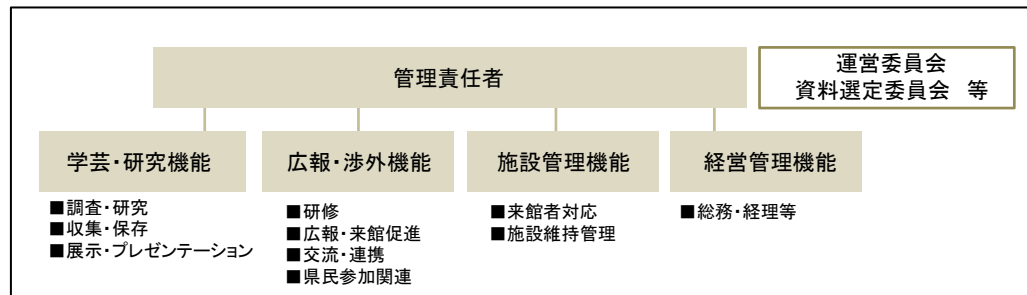 管理責任者
運営委員会
資料選定委員会　等
学芸・研究機能
■調査・研究
■収集・保存
■展示・プレゼンテーション
広報・渉外機能
■研修
■広報・来館促進
■交流・連携
■県民参加関連
施設管理機能
■来館者対応
■施設維持管理
経営管理機能
■総務・経理等